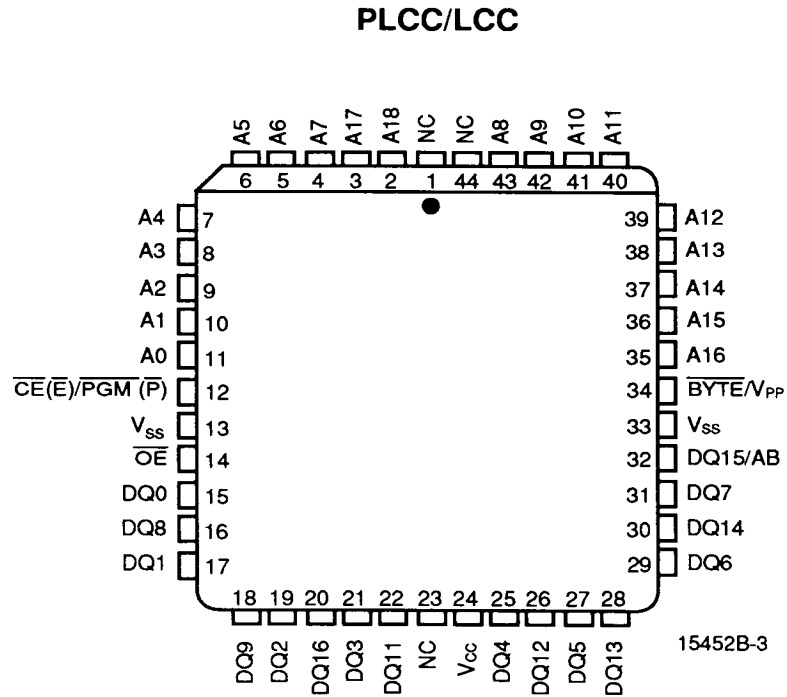 PLCC/LCC
A5 A6 A7 A17 A18 NC NC A8 A9 A10 A11
6 5 4 3 2 1 44 43 42 41 40
A4 7 39 A12
A3 8 38 A13
A2 9 37 A14
A1 10 36 A15
A0 11 35 A16
C̅E̅(E̅)/P̅G̅M̅ (P̅) 12 34 B̅Y̅T̅E̅/VPP
VSS 13 33 VSS
O̅E̅ 14 32 DQ15/AB
DQ0 15 31 DQ7
DQ8 16 30 DQ14
DQ1 17 29 DQ6
18 19 20 21 22 23 24 25 26 27 28
DQ9 DQ2 DQ16 DQ3 DQ11 NC Vcc DQ4 DQ12 DQ5 DQ13
15452B-3